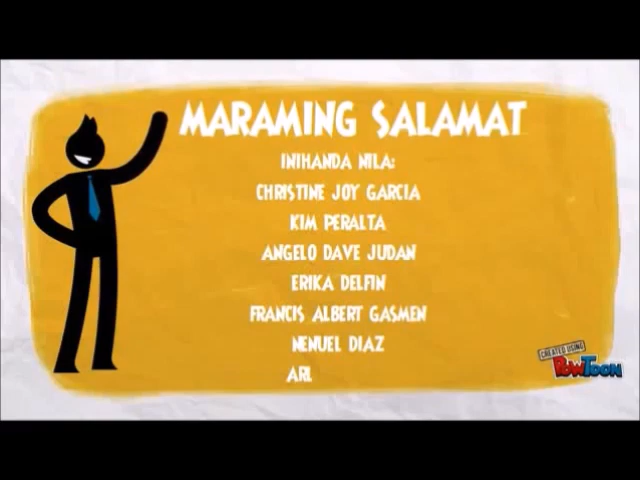 MARAMING SALAMAT
INIHANDA NILA:
CHRISTINE JOY GARCIA
KIM PERALTA
ANGELO DAVE JUDAN
ERIKA DELFIN
FRANCIS ALBERT GASMEN
NENUEL DIAZ
ARL
CREATED USING
POWTOON